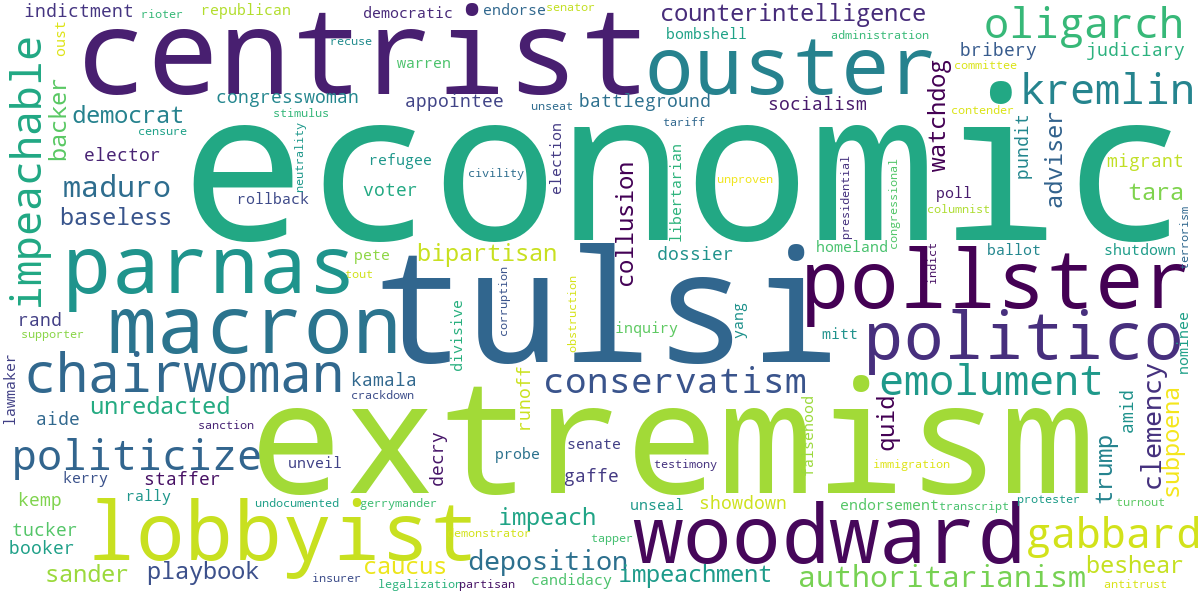 indictment
rioter
republican
democratic
endorse
senator
counterintelligence
oligarch
oust
centrist
recuse
warren
bombshell
administration
ouster
bribery
judiciary
impeachable
backer
congresswoman
appointee
unseat
battleground
socialism
watchdog
committee
kremlin
democrat
censure
stimulus
tariff
contender
economic
elector
neutrality
refugee
civility
election
libertarian
unproven
presidential
congressional
pundit
adviser
migrant
maduro
rollback
voter
poll
tara
baseless
columnist
collusion
parnas
pete
tout
bipartisan
dossier
homeland
indict
ballot
shutdown
terrorism
tulsi
corruption
obstruction
pollster
rand
supporter
macron
divisive
inquiry
yang
mitt
politico
nominee
lawmaker
chairwoman
kamala
crackdown
runoff
conservatism
emolument
clemency
subpoena
aide
unredacted
sanction
extremism
falsehood
quid
amid
trump
politicize
kerry
staffer
unveil
decry
probe
senate
gaffe
testimony
immigration
kemp
rally
undocumented
gerrymander
unseal
showdown
endorsement
transcript
protester
turnout
tucker
booker
lobbyist
demonstrator
impeach
tapper
woodward
gabbard
sander
playbook
insurer
caucus
legalization
partisan
deposition
candidacy
impeachment
authoritarianism
beshear
antitrust